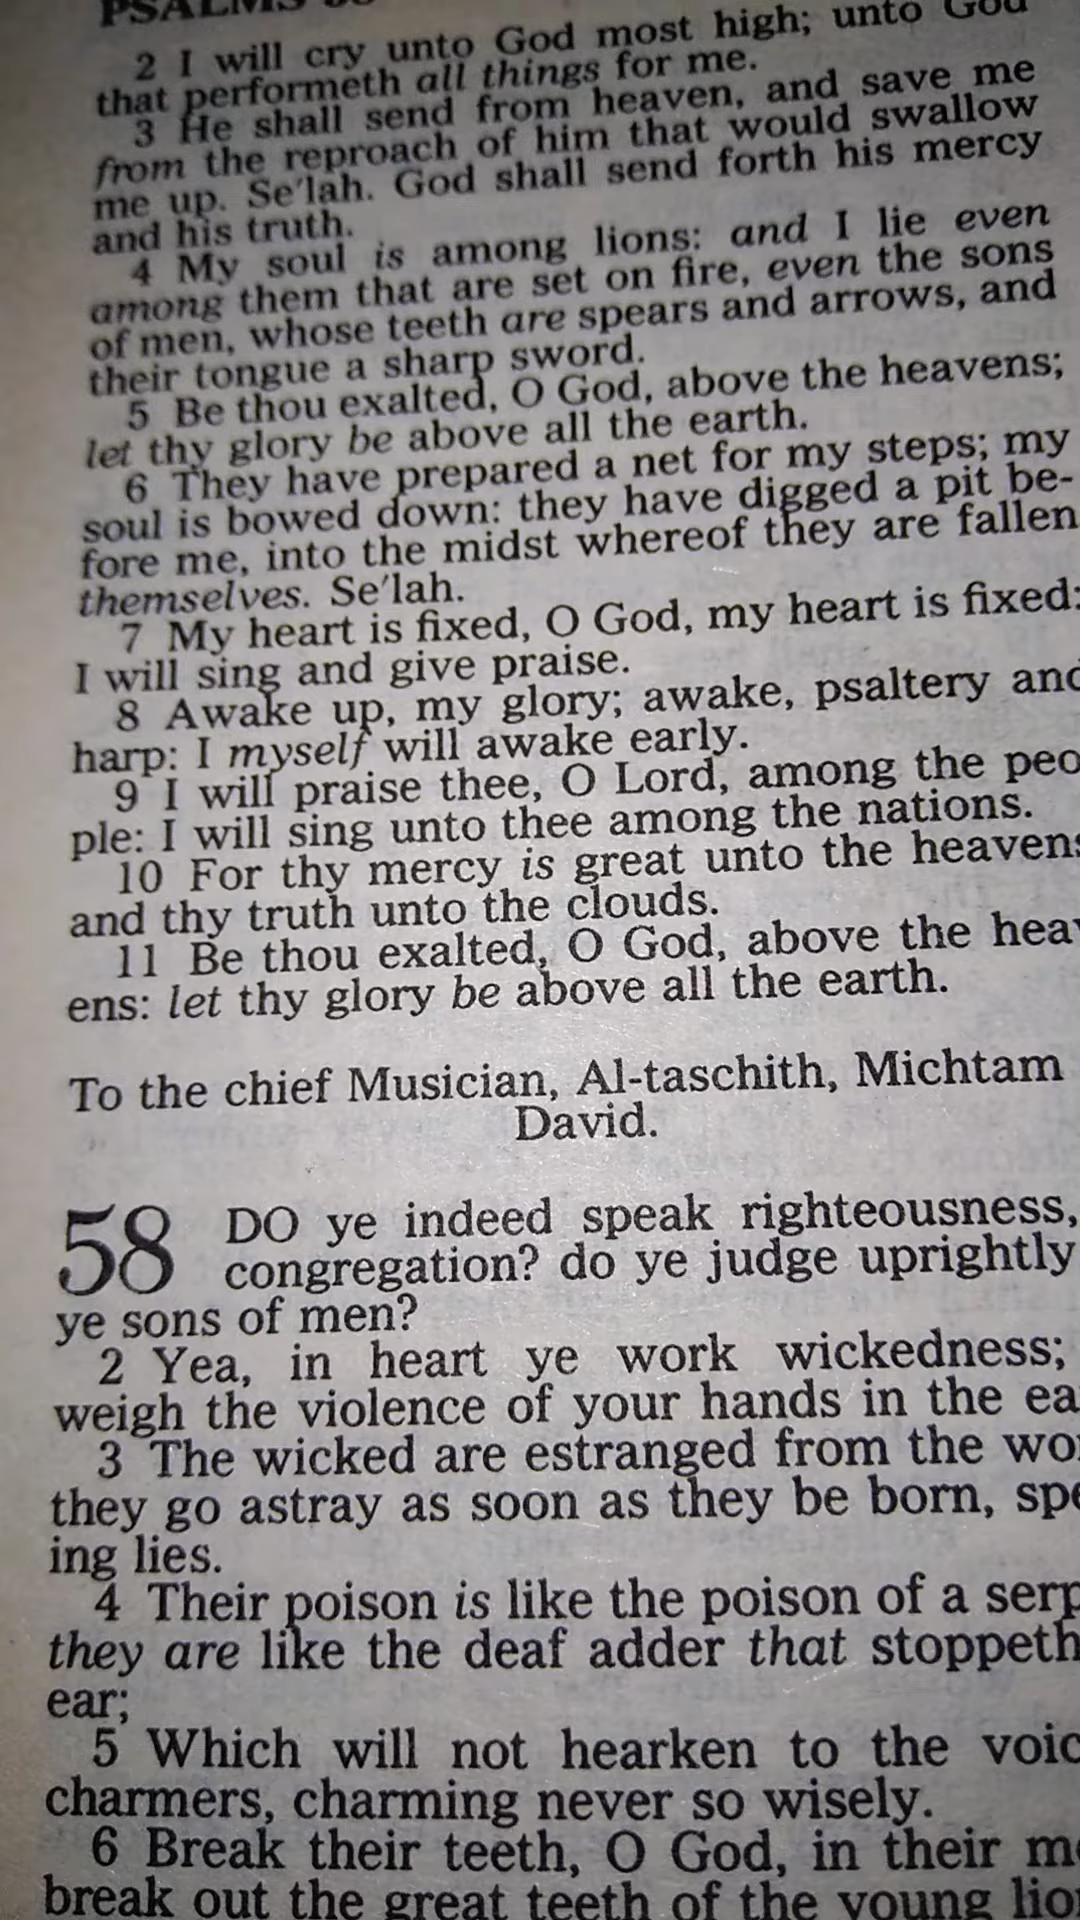 PSALMS
2 I will cry unto God most high; unto God
that performeth all things for me.
3 He shall send from heaven, and save me
from the reproach of him that would swallow
me up. Se'lah. God shall send forth his mercy
and his truth.
4 My soul is among lions: and I lie even
among them that are set on fire, even the sons
of men, whose teeth are spears and arrows, and
their tongue a sharp sword.
5 Be thou exalted, O God, above the heavens;
let thy glory be above all the earth.
6 They have prepared a net for my steps; my
soul is bowed down: they have digged a pit be-
fore me, into the midst whereof they are fallen
themselves. Se'lah.
7 My heart is fixed, O God, my heart is fixed:
I will sing and give praise.
8 Awake up, my glory; awake, psaltery and
harp: I myself will awake early.
9 I will praise thee, O Lord, among the peo
ple: I will sing unto thee among the nations.
10 For thy mercy is great unto the heavens
and thy truth unto the clouds.
11 Be thou exalted, O God, above the hea
ens: let thy glory be above all the earth.
To the chief Musician, Al-taschith, Michtam
David.
58 DO ye indeed speak righteousness,
congregation? do ye judge uprightly
ye sons of men?
2 Yea, in heart ye work wickedness;
weigh the violence of your hands in the ea
3 The wicked are estranged from the wo
they go astray as soon as they be born, spe
ing lies.
4 Their poison is like the poison of a serp
they are like the deaf adder that stoppeth
ear;
5 Which will not hearken to the voic
charmers, charming never so wisely.
6 Break their teeth, O God, in their m
break out the great teeth of the young lio